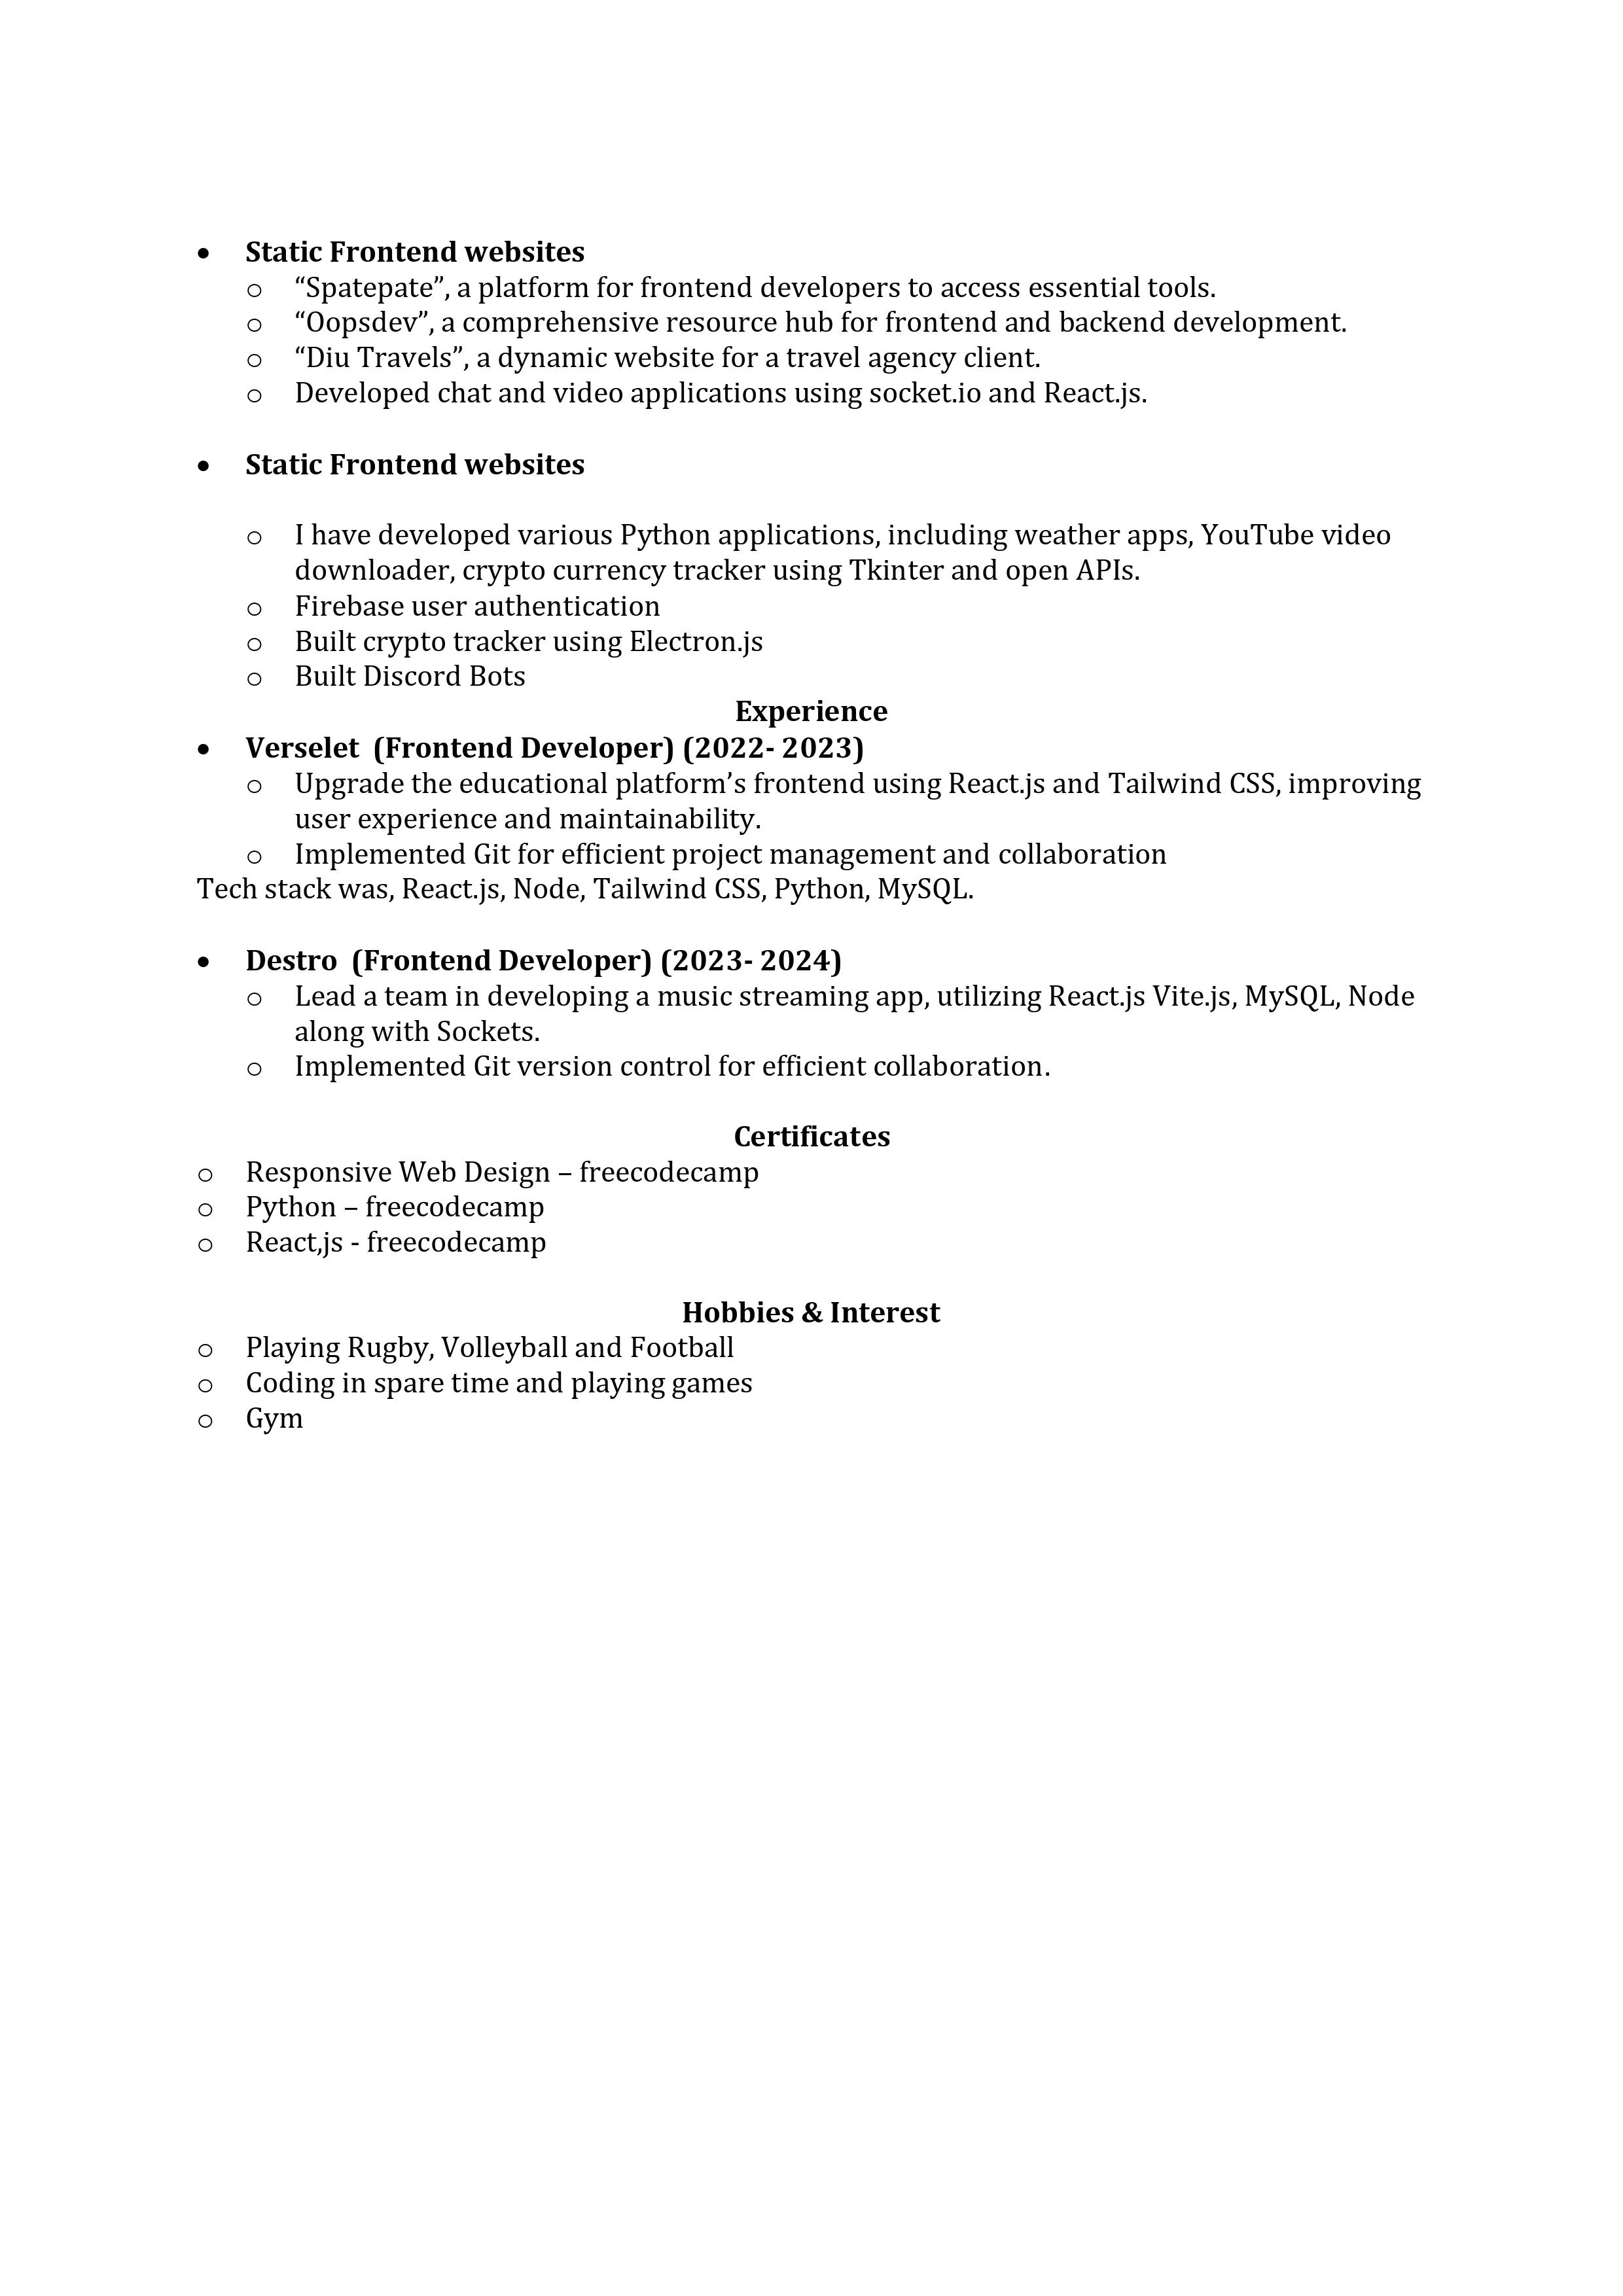 • Static Frontend websites
o “Spatepate”, a platform for frontend developers to access essential tools.
o “Oopsdev”, a comprehensive resource hub for frontend and backend development.
o “Diu Travels”, a dynamic website for a travel agency client.
o Developed chat and video applications using socket.io and React.js.
• Static Frontend websites
o I have developed various Python applications, including weather apps, YouTube video
downloader, crypto currency tracker using Tkinter and open APIs.
o Firebase user authentication
o Built crypto tracker using Electron.js
o Built Discord Bots
Experience
• Verselet  (Frontend Developer) (2022- 2023)
o Upgrade the educational platform’s frontend using React.js and Tailwind CSS, improving
user experience and maintainability.
o Implemented Git for efficient project management and collaboration
Tech stack was, React.js, Node, Tailwind CSS, Python, MySQL.
• Destro  (Frontend Developer) (2023- 2024)
o Lead a team in developing a music streaming app, utilizing React.js Vite.js, MySQL, Node
along with Sockets.
o Implemented Git version control for efficient collaboration.
Certificates
o Responsive Web Design – freecodecamp
o Python – freecodecamp
o React,js - freecodecamp
Hobbies & Interest
o Playing Rugby, Volleyball and Football
o Coding in spare time and playing games
o Gym